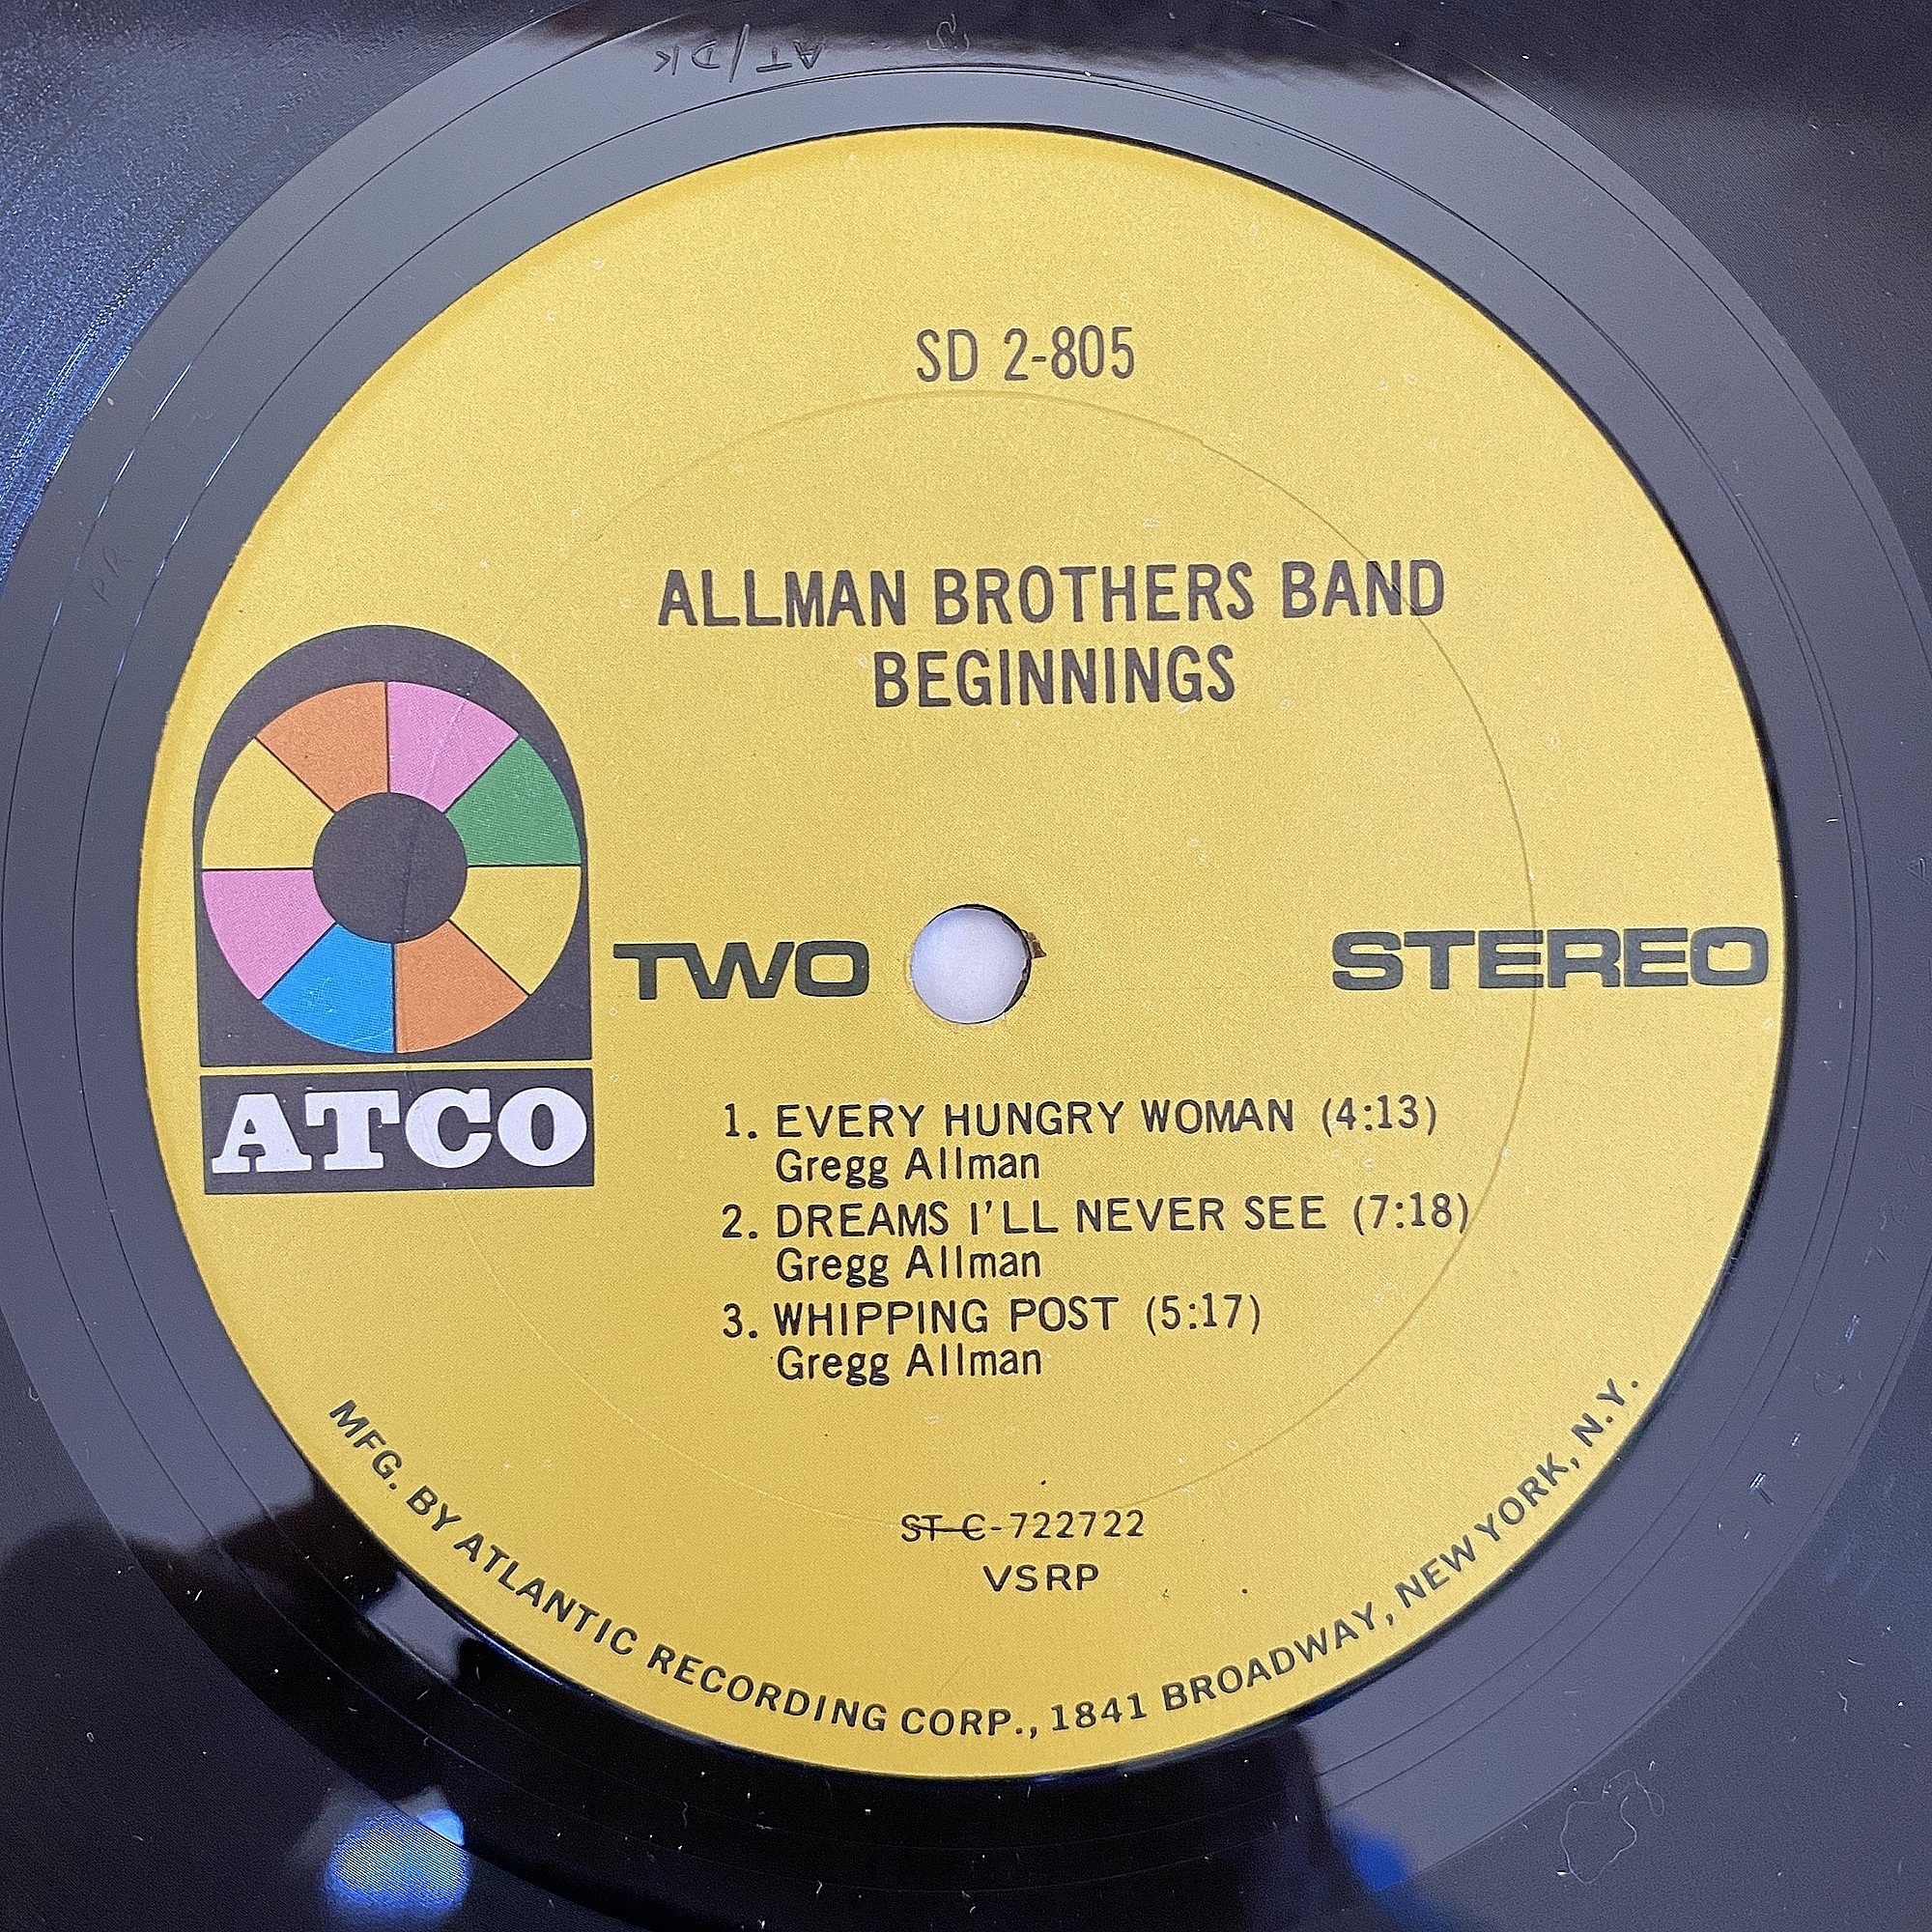 AT/DK
SD 2-805
ALLMAN BROTHERS BAND
BEGINNINGS
ATCO
TWO
STEREO
1. EVERY HUNGRY WOMAN (4:13)
Gregg Allman
2. DREAMS I'LL NEVER SEE (7:18)
Gregg Allman
3. WHIPPING POST (5:17)
Gregg Allman
ST-C-722722
VSRP
MFG. BY ATLANTIC RECORDING CORP., 1841 BROADWAY, NEW YORK, N.Y.